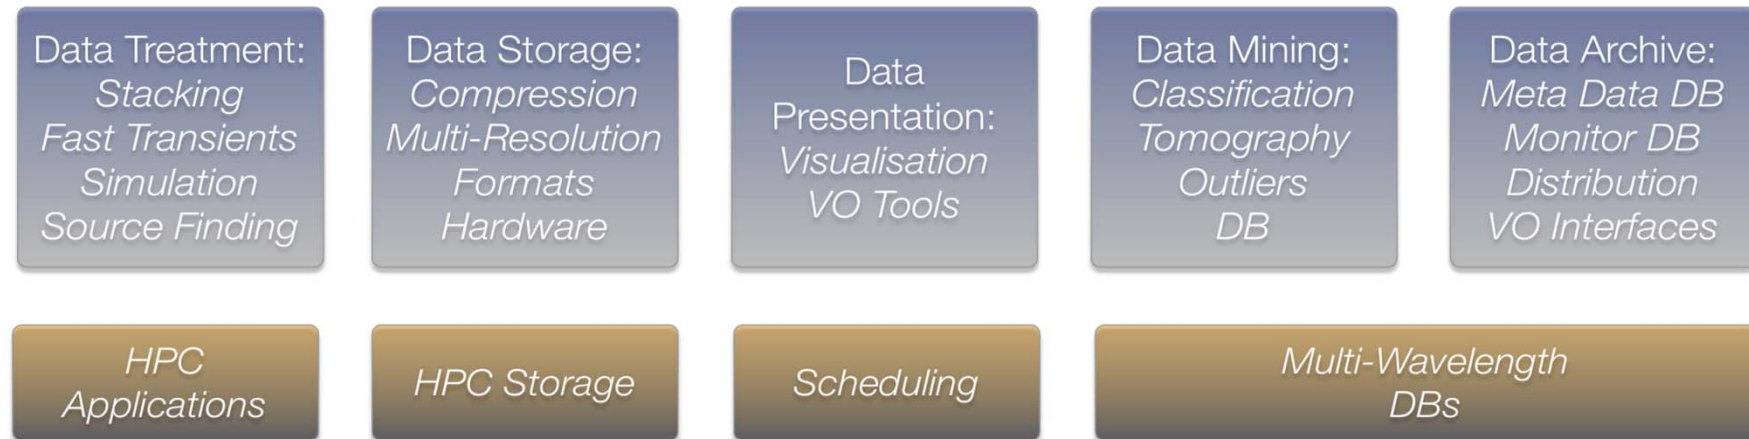 Data Treatment:
Stacking
Fast Transients
Simulation
Source Finding
Data Storage:
Compression
Multi-Resolution
Formats
Hardware
Data
Presentation:
Visualisation
VO Tools
Data Mining:
Classification
Tomography
Outliers
DB
Data Archive:
Meta Data DB
Monitor DB
Distribution
VO Interfaces
HPC
Applications
HPC Storage
Scheduling
Multi-Wavelength
DBs